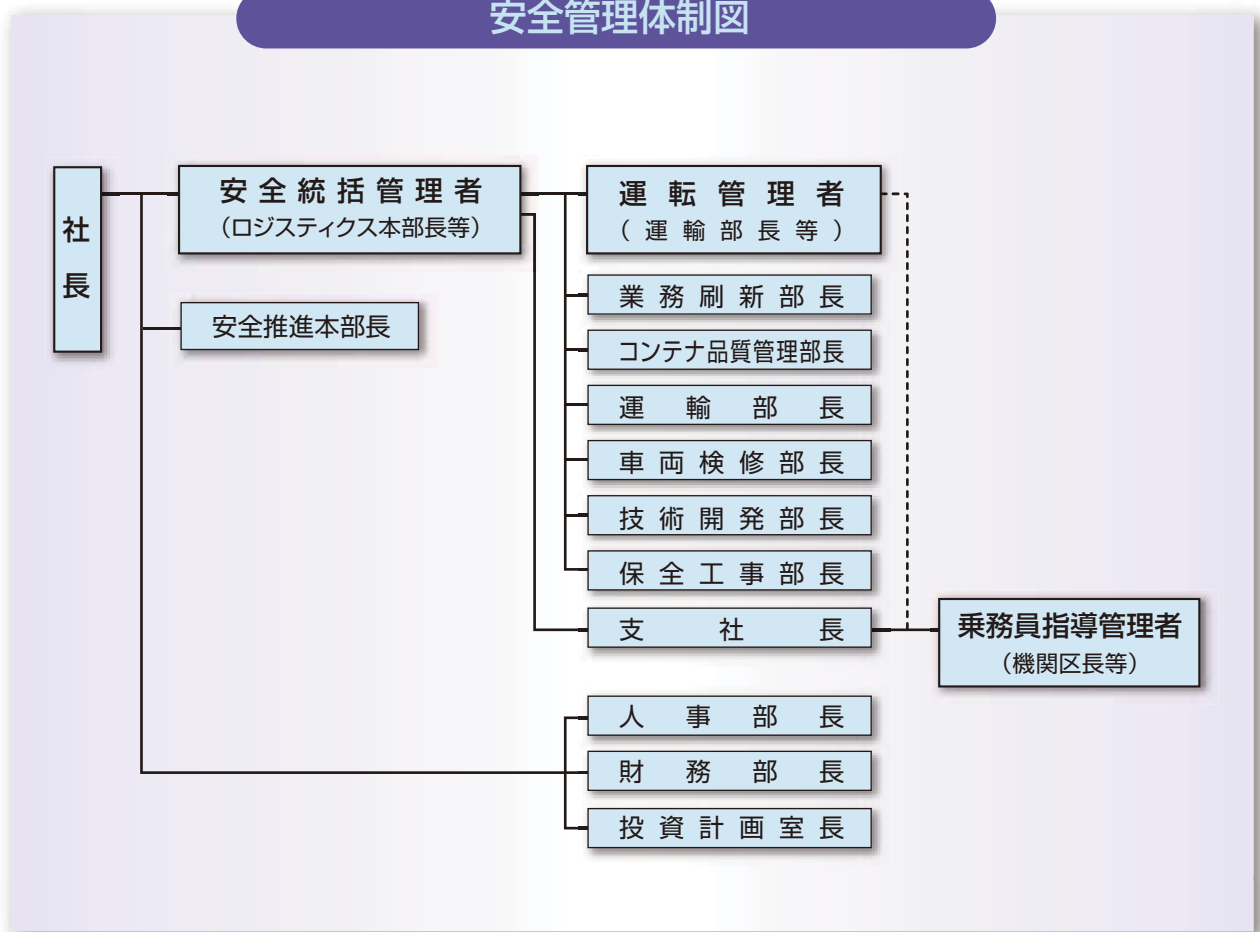 安全管理体制図
社長
安全統括管理者
（ロジスティクス本部長等）
安全推進本部長
運転管理者
（運輸部長等）
業務刷新部長
コンテナ品質管理部長
運輸部長
車両検修部長
技術開発部長
保全工事部長
支社長
乗務員指導管理者
（機関区長等）
人事部長
財務部長
投資計画室長